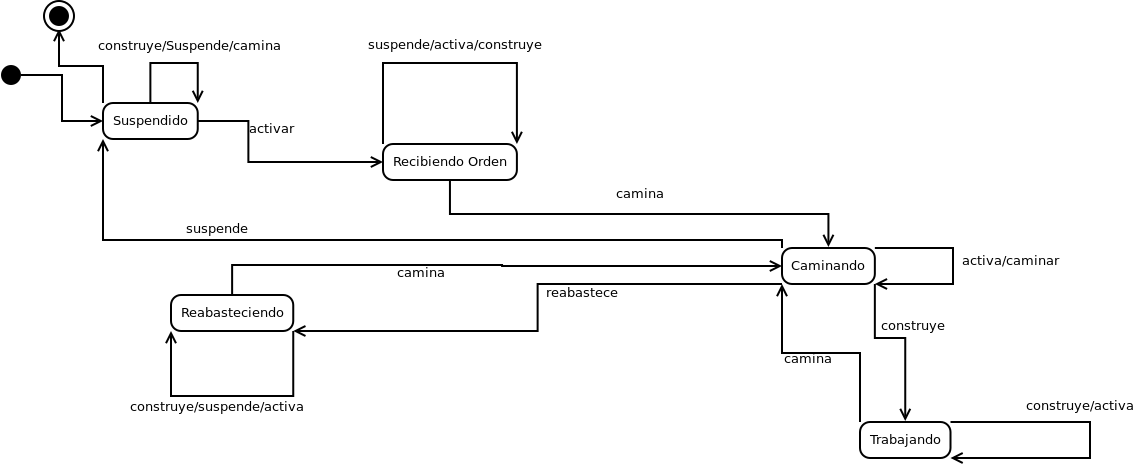 construye/Suspende/camina
suspende/activa/construye
Suspendido
activar
Recibiendo Orden
camina
suspende
Caminando
activa/caminar
camina
reabastece
Reabasteciendo
construye
camina
construye/suspende/activa
construye/activa
Trabajando